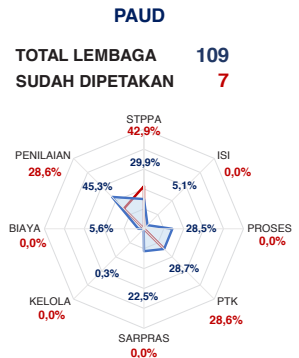 PAUD
TOTAL LEMBAGA 109
SUDAH DIPETAKAN 7
STPPA
42,9%
PENILAIAN
28,6%
29,9%
ISI
0,0%
45,3%
5,1%
BIAYA
0,0%
5,6%
28,5%
PROSES
0,0%
0,3%
28,7%
KELOLA
0,0%
22,5%
PTK
28,6%
SARPRAS
0,0%